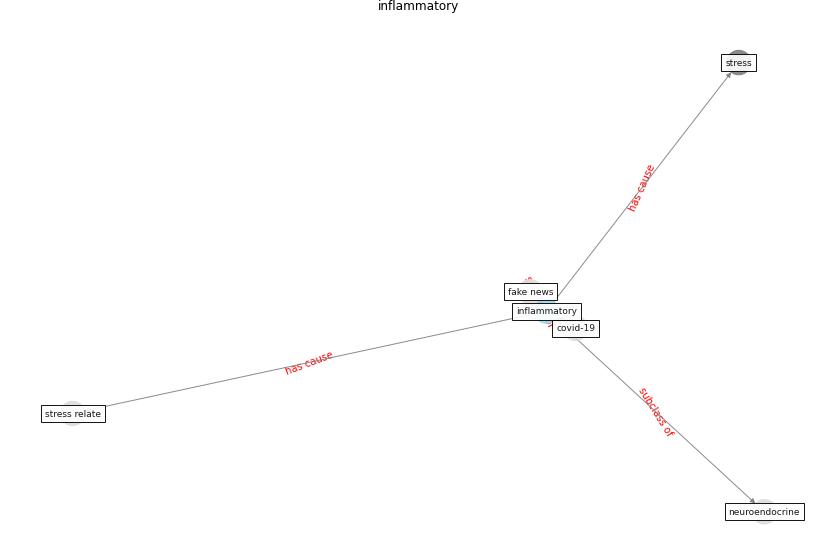 inflammatory
stress
has cause
fake news
inflammatory
covid-19
has cause
subclass of
stress relate
neuroendocrine